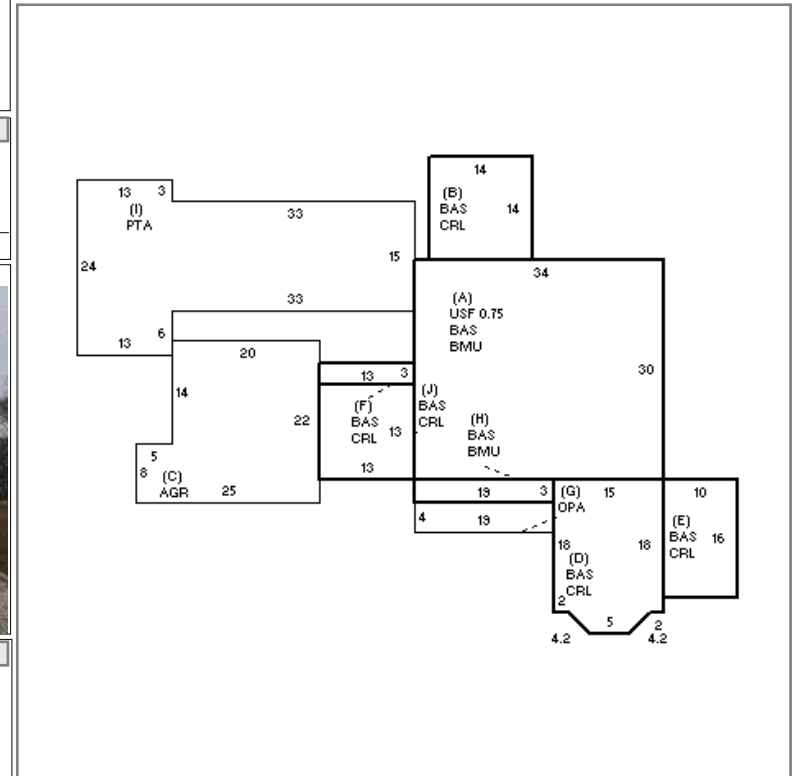 14
(B)
BAS 14
CRL
13 3
(I)
PTA
33
15
24
34
33
(A)
USF 0.75
BAS
BMU
6
13
20
30
13 3
14
(J)
BAS
CRL
(F)
BAS
CRL 13
22
(H)
BAS
BMU
13
5
8 (C)
AGR 25
19 3
(G) 15
OPA
10
4 19
(E)
BAS 16
CRL
18 18
(D)
BAS
CRL
2
5
2
4.2 4.2